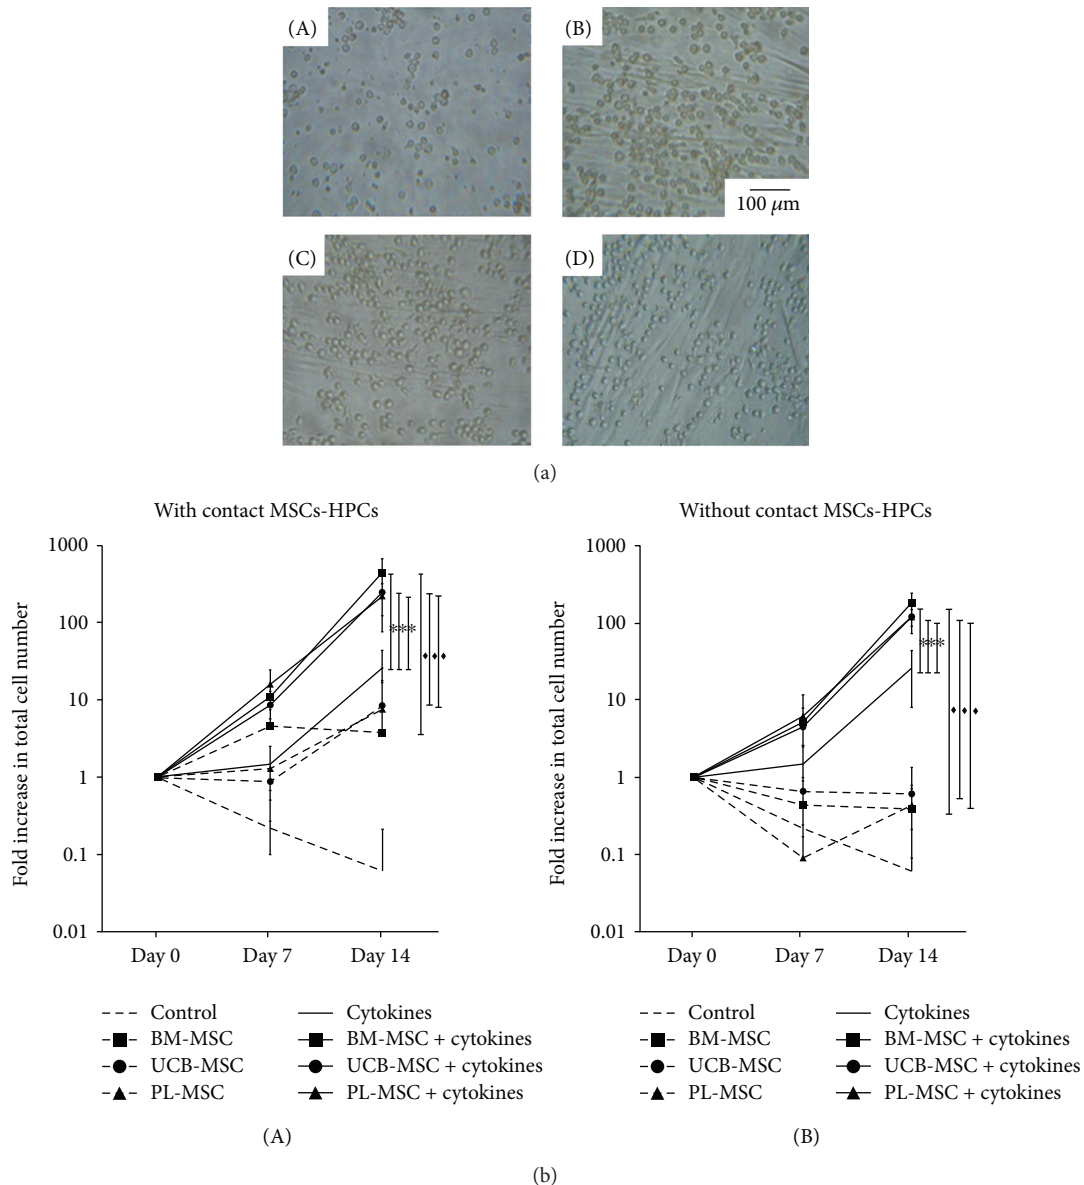 (A)
(B)
100 μm
(C)
(D)
(a)
With contact MSCs-HPCs
1000
100
10
1
0.1
0.01
Fold increase in total cell number
***
♦♦♦
Day 0 Day 7 Day 14
Control
BM-MSC
UCB-MSC
PL-MSC
Cytokines
BM-MSC + cytokines
UCB-MSC + cytokines
PL-MSC + cytokines
(A)
Without contact MSCs-HPCs
1000
100
10
1
0.1
0.01
Fold increase in total cell number
***
♦♦♦
Day 0 Day 7 Day 14
Control
BM-MSC
UCB-MSC
PL-MSC
Cytokines
BM-MSC + cytokines
UCB-MSC + cytokines
PL-MSC + cytokines
(B)
(b)